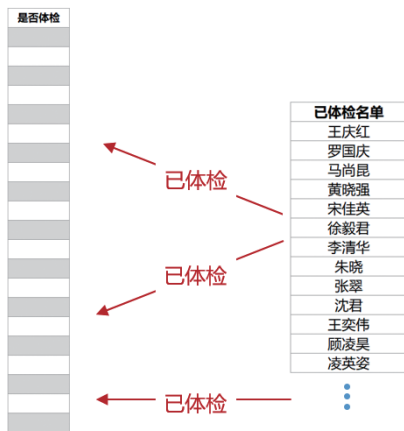 是否体检
已体检名单
王庆红
罗国庆
马尚昆
黄晓强
宋佳英
徐毅君
李清华
朱晓
张翠
沈君
王奕伟
顾凌昊
凌英姿
已体检
已体检
已体检